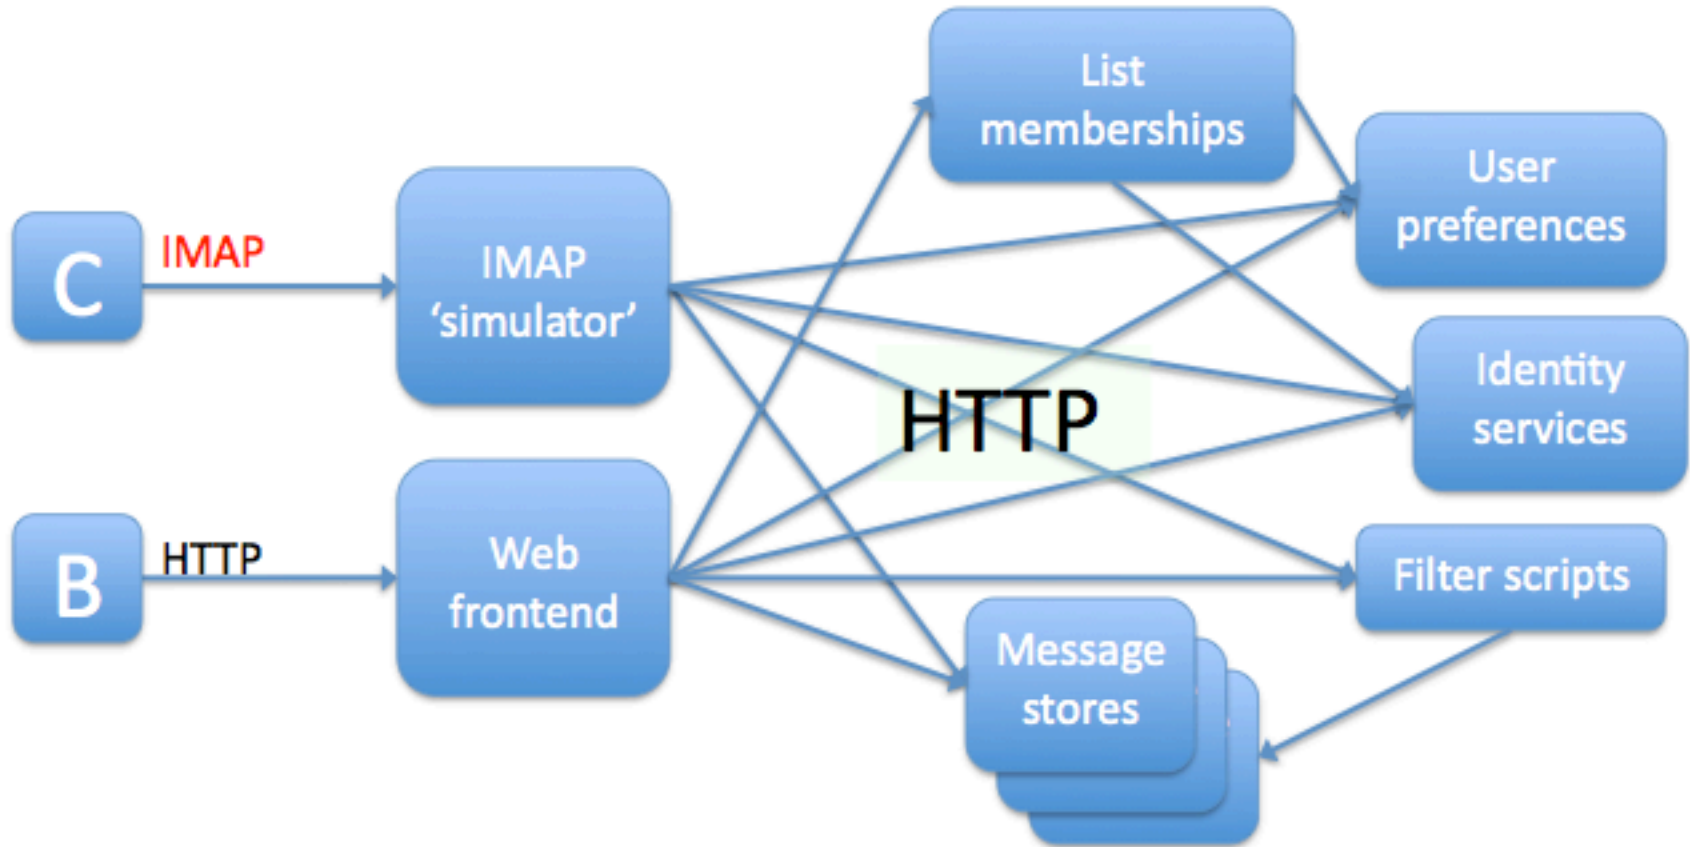 List
memberships
User
preferences
C
IMAP
IMAP
‘simulator’
Identity
services
HTTP
B
HTTP
Web
frontend
Filter scripts
Message
stores